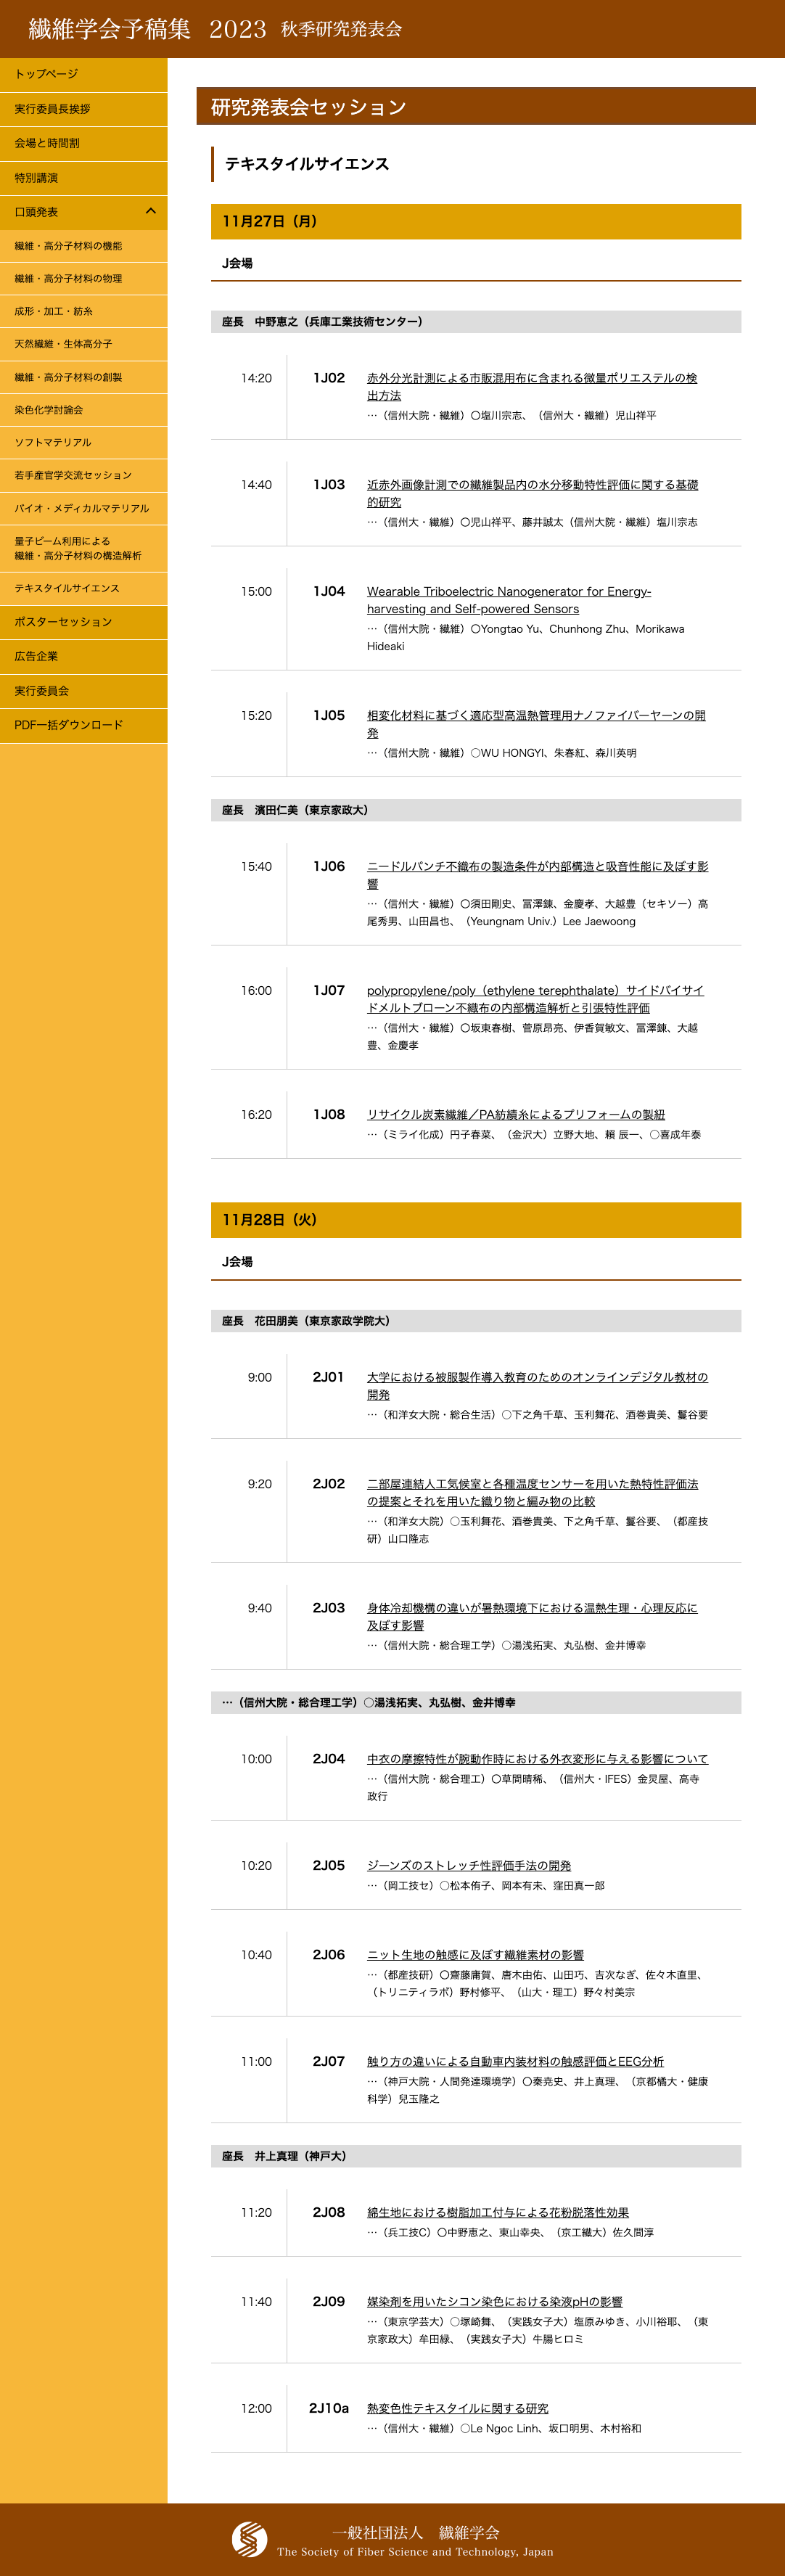 繊維学会予稿集 2023 秋季研究発表会
トップページ
実行委員長挨拶
会場と時間割
特別講演
口頭発表
繊維・高分子材料の機能
繊維・高分子材料の物理
成形・加工・紡糸
天然繊維・生体高分子
繊維・高分子材料の創製
染色化学討論会
ソフトマテリアル
若手産官学交流セッション
バイオ・メディカルマテリアル
量子ビーム利用による
繊維・高分子材料の構造解析
テキスタイルサイエンス
ポスターセッション
広告企業
実行委員会
PDF一括ダウンロード
研究発表会セッション
テキスタイルサイエンス
11月27日（月）
J会場
座長　中野恵之（兵庫工業技術センター）
14:20 1J02 赤外分光計測による市販混用布に含まれる微量ポリエステルの検
出方法
…（信州大院・繊維）〇塩川宗志、（信州大・繊維）児山祥平
14:40 1J03 近赤外画像計測での繊維製品内の水分移動特性評価に関する基礎
的研究
…（信州大・繊維）〇児山祥平、藤井誠太（信州大院・繊維）塩川宗志
15:00 1J04 Wearable Triboelectric Nanogenerator for Energy-
harvesting and Self-powered Sensors
…（信州大院・繊維）〇Yongtao Yu、Chunhong Zhu、Morikawa
Hideaki
15:20 1J05 相変化材料に基づく適応型高温熱管理用ナノファイバーヤーンの開
発
…（信州大院・繊維）○WU HONGYI、朱春紅、森川英明
座長　濱田仁美（東京家政大）
15:40 1J06 ニードルパンチ不織布の製造条件が内部構造と吸音性能に及ぼす影
響
…（信州大・繊維）〇須田剛史、冨澤錬、金慶孝、大越豊（セキソー）高
尾秀男、山田昌也、（Yeungnam Univ.）Lee Jaewoong
16:00 1J07 polypropylene/poly（ethylene terephthalate）サイドバイサイ
ドメルトブローン不織布の内部構造解析と引張特性評価
…（信州大・繊維）〇坂東春樹、菅原昂亮、伊香賀敏文、冨澤錬、大越
豊、金慶孝
16:20 1J08 リサイクル炭素繊維／PA紡績糸によるプリフォームの製紐
…（ミライ化成）円子春菜、（金沢大）立野大地、賴 辰一、○喜成年泰
11月28日（火）
J会場
座長　花田朋美（東京家政学院大）
9:00 2J01 大学における被服製作導入教育のためのオンラインデジタル教材の
開発
…（和洋女大院・総合生活）○下之角千草、玉利舞花、酒巻貴美、鬘谷要
9:20 2J02 二部屋連結人工気候室と各種温度センサーを用いた熱特性評価法
の提案とそれを用いた織り物と編み物の比較
…（和洋女大院）○玉利舞花、酒巻貴美、下之角千草、鬘谷要、（都産技
研）山口隆志
9:40 2J03 身体冷却機構の違いが暑熱環境下における温熱生理・心理反応に
及ぼす影響
…（信州大院・総合理工学）○湯浅拓実、丸弘樹、金井博幸
…（信州大院・総合理工学）○湯浅拓実、丸弘樹、金井博幸
10:00 2J04 中衣の摩擦特性が腕動作時における外衣変形に与える影響について
…（信州大院・総合理工）〇草間晴稀、（信州大・IFES）金炅屋、高寺
政行
10:20 2J05 ジーンズのストレッチ性評価手法の開発
…（岡工技セ）○松本侑子、岡本有未、窪田真一郎
10:40 2J06 ニット生地の触感に及ぼす繊維素材の影響
…（都産技研）〇齋藤庸賀、唐木由佑、山田巧、吉次なぎ、佐々木直里、
（トリニティラボ）野村修平、（山大・理工）野々村美宗
11:00 2J07 触り方の違いによる自動車内装材料の触感評価とEEG分析
…（神戸大院・人間発達環境学）〇秦尭史、井上真理、（京都橘大・健康
科学）兒玉隆之
座長　井上真理（神戸大）
11:20 2J08 綿生地における樹脂加工付与による花粉脱落性効果
…（兵工技C）〇中野恵之、東山幸央、（京工繊大）佐久間淳
11:40 2J09 媒染剤を用いたシコン染色における染液pHの影響
…（東京学芸大）○塚崎舞、（実践女子大）塩原みゆき、小川裕耶、（東
京家政大）牟田緑、（実践女子大）牛腸ヒロミ
12:00 2J10a 熱変色性テキスタイルに関する研究
…（信州大・繊維）○Le Ngoc Linh、坂口明男、木村裕和
一般社団法人　繊維学会
The Society of Fiber Science and Technology, Japan